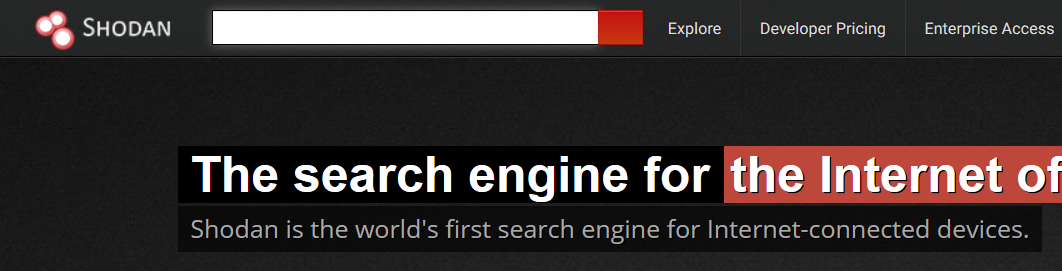 SHODAN Explore Developer Pricing Enterprise Access
The search engine for the Internet of
Shodan is the world's first search engine for Internet-connected devices.